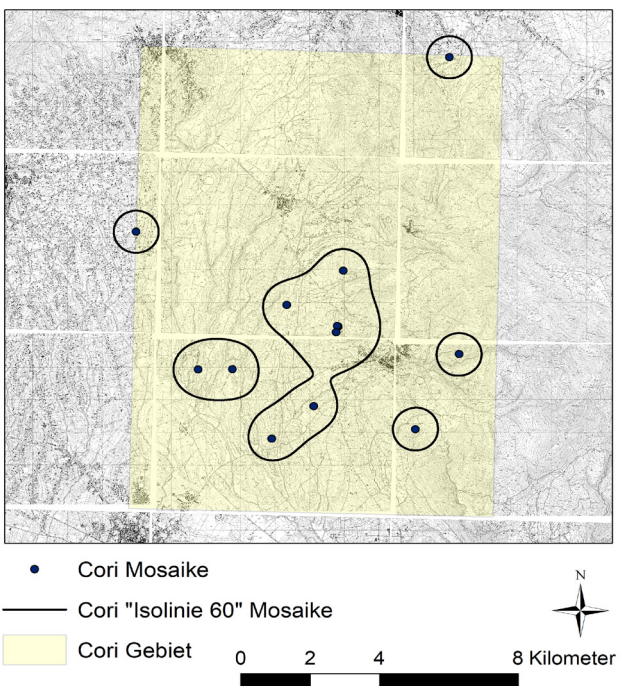 Cori Mosaike
N
Cori "Isolinie 60" Mosaike
Cori Gebiet
0 2 4 8 Kilometer